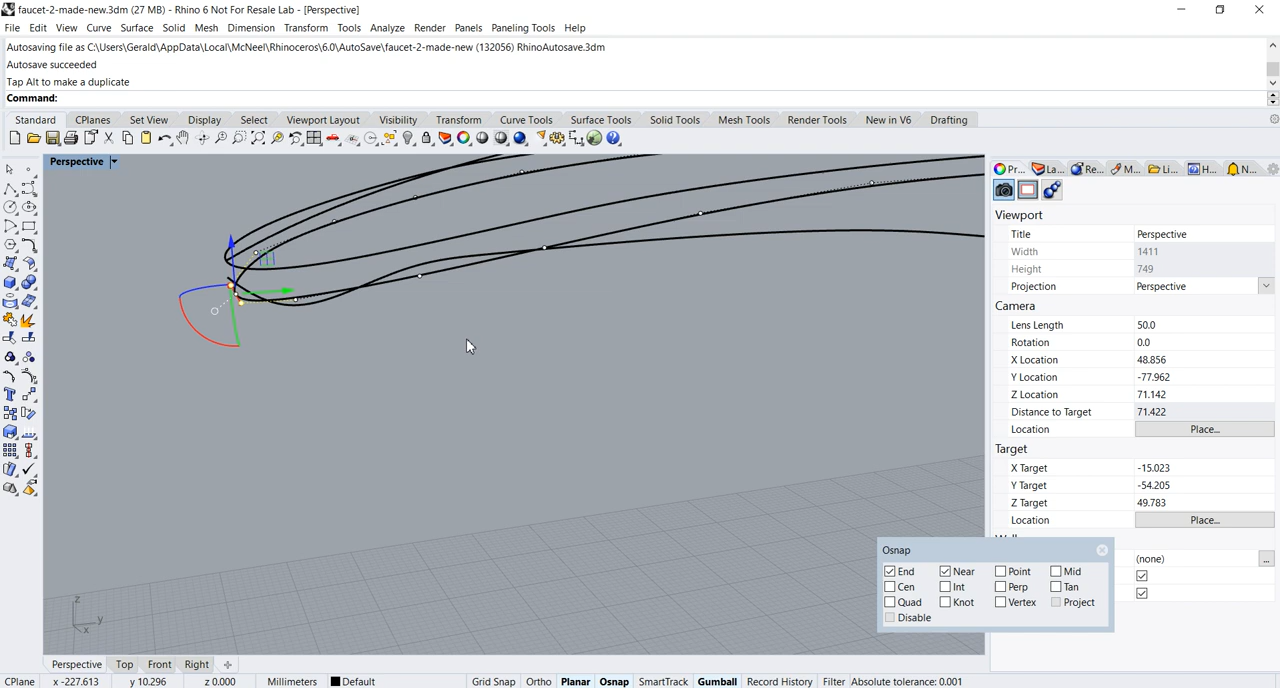 faucet-2-made-new.3dm (27 MB) - Rhino 6 Not For Resale Lab - [Perspective]
File Edit View Curve Surface Solid Mesh Dimension Transform Tools Analyze Render Panels Paneling Tools Help
Autosaving file as C:\Users\Gerald\AppData\Local\McNeel\Rhinoceros\6.0\AutoSave\faucet-2-made-new (132056) RhinoAutosave.3dm
Autosave succeeded
Tap Alt to make a duplicate
Command:
Standard CPlanes Set View Display Select Viewport Layout Visibility Transform Curve Tools Surface Tools Solid Tools Mesh Tools Render Tools New in V6 Drafting
Perspective
Pr... La... Re... M... Li... H... N...
Viewport
Title Perspective
Width 1411
Height 749
Projection Perspective
Camera
Lens Length 50.0
Rotation 0.0
X Location 48.856
Y Location -77.962
Z Location 71.142
Distance to Target 71.422
Location Place...
Target
X Target -15.023
Y Target -54.205
Z Target 49.783
Location Place...
(none) ...
Osnap
End Near Point Mid
Cen Int Perp Tan
Quad Knot Vertex Project
Disable
z
y
x
Perspective Top Front Right
CPlane x -227.613 y 10.296 z 0.000 Millimeters Default Grid Snap Ortho Planar Osnap SmartTrack Gumball Record History Filter Absolute tolerance: 0.001